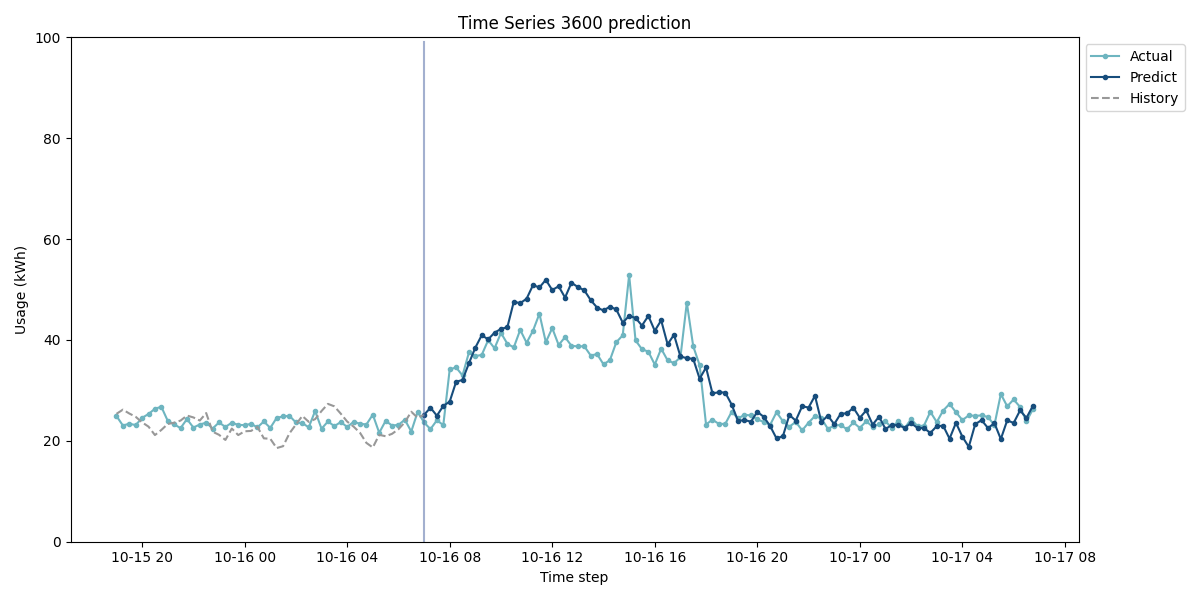 Time Series 3600 prediction
100
80
60
40
20
0
Usage (kWh)
10-15 20
10-16 00
10-16 04
10-16 08
10-16 12
10-16 16
10-16 20
10-17 00
10-17 04
10-17 08
Time step
Actual
Predict
History